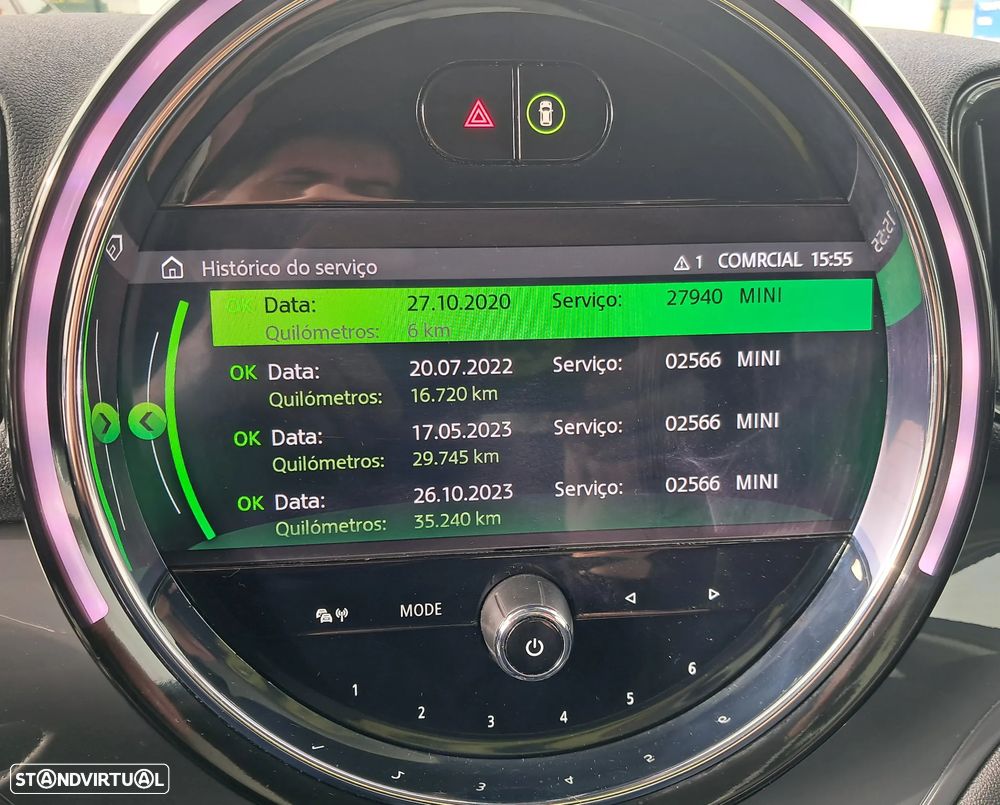 Histórico do serviço 1 COMRCIAL 15:55
OK Data: 27.10.2020 Serviço: 27940 MINI
Quilómetros: 6 km
OK Data: 20.07.2022 Serviço: 02566 MINI
Quilómetros: 16.720 km
OK Data: 17.05.2023 Serviço: 02566 MINI
Quilómetros: 29.745 km
OK Data: 26.10.2023 Serviço: 02566 MINI
Quilómetros: 35.240 km
MODE
1 2 3 4 5 6
STANDVIRTUAL